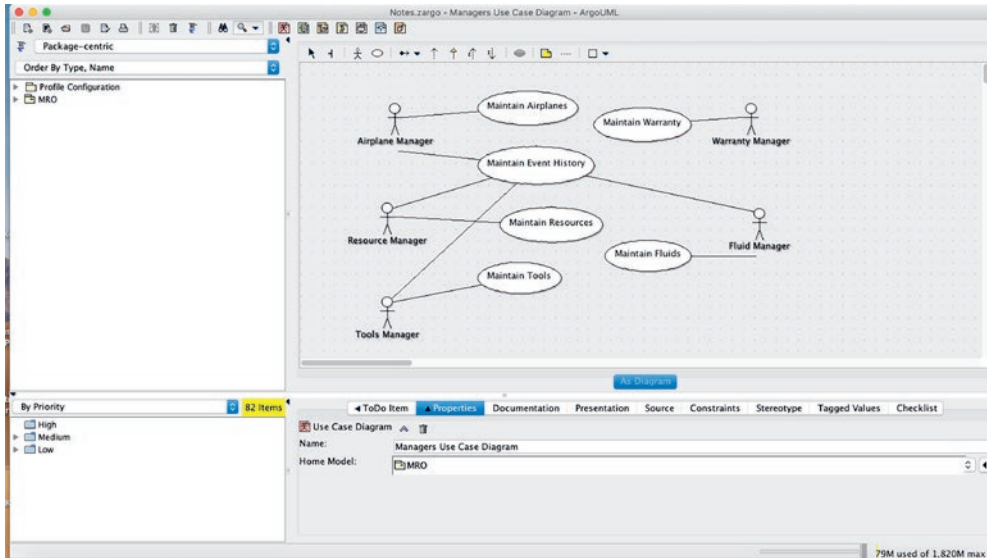 Notes.zargo - Managers Use Case Diagram - ArgoUML
Package-centric
Order By Type, Name
Profile Configuration
MRO
Maintain Airplanes
Maintain Warranty
Airplane Manager
Warranty Manager
Maintain Event History
Maintain Resources
Resource Manager
Fluid Manager
Maintain Fluids
Maintain Tools
Tools Manager
As Diagram
By Priority
82 Items
High
Medium
Low
ToDo Item Properties Documentation Presentation Source Constraints Stereotype Tagged Values Checklist
Use Case Diagram
Name: Managers Use Case Diagram
Home Model: MRO
79M used of 1,820M max